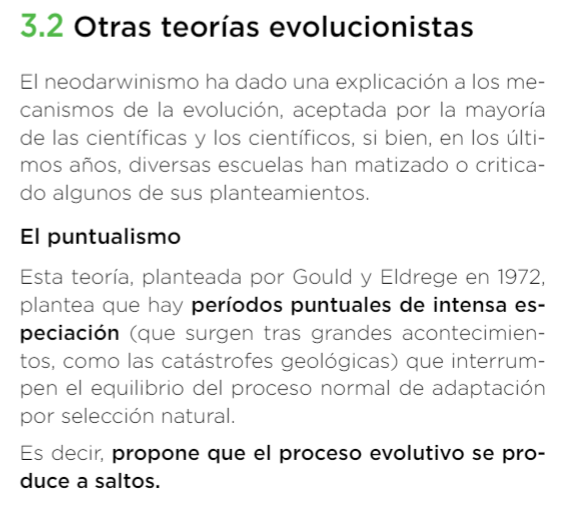 3.2 Otras teorías evolucionistas
El neodarwinismo ha dado una explicación a los me-
canismos de la evolución, aceptada por la mayoría
de las científicas y los científicos, si bien, en los últi-
mos años, diversas escuelas han matizado o critica-
do algunos de sus planteamientos.
El puntualismo
Esta teoría, planteada por Gould y Eldrege en 1972,
plantea que hay períodos puntuales de intensa es-
peciación (que surgen tras grandes acontecimien-
tos, como las catástrofes geológicas) que interrum-
pen el equilibrio del proceso normal de adaptación
por selección natural.
Es decir, propone que el proceso evolutivo se pro-
duce a saltos.